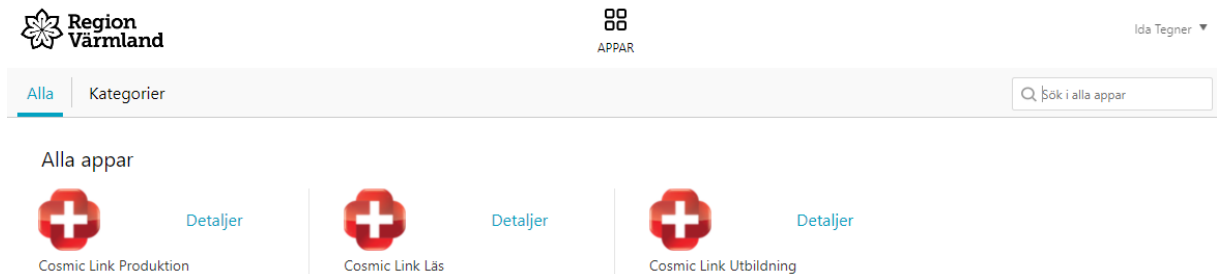 Region
Värmland
APPAR
Ida Tegner
Alla
Kategorier
Sök i alla appar
Alla appar
Detaljer
Detaljer
Detaljer
Cosmic Link Produktion
Cosmic Link Läs
Cosmic Link Utbildning